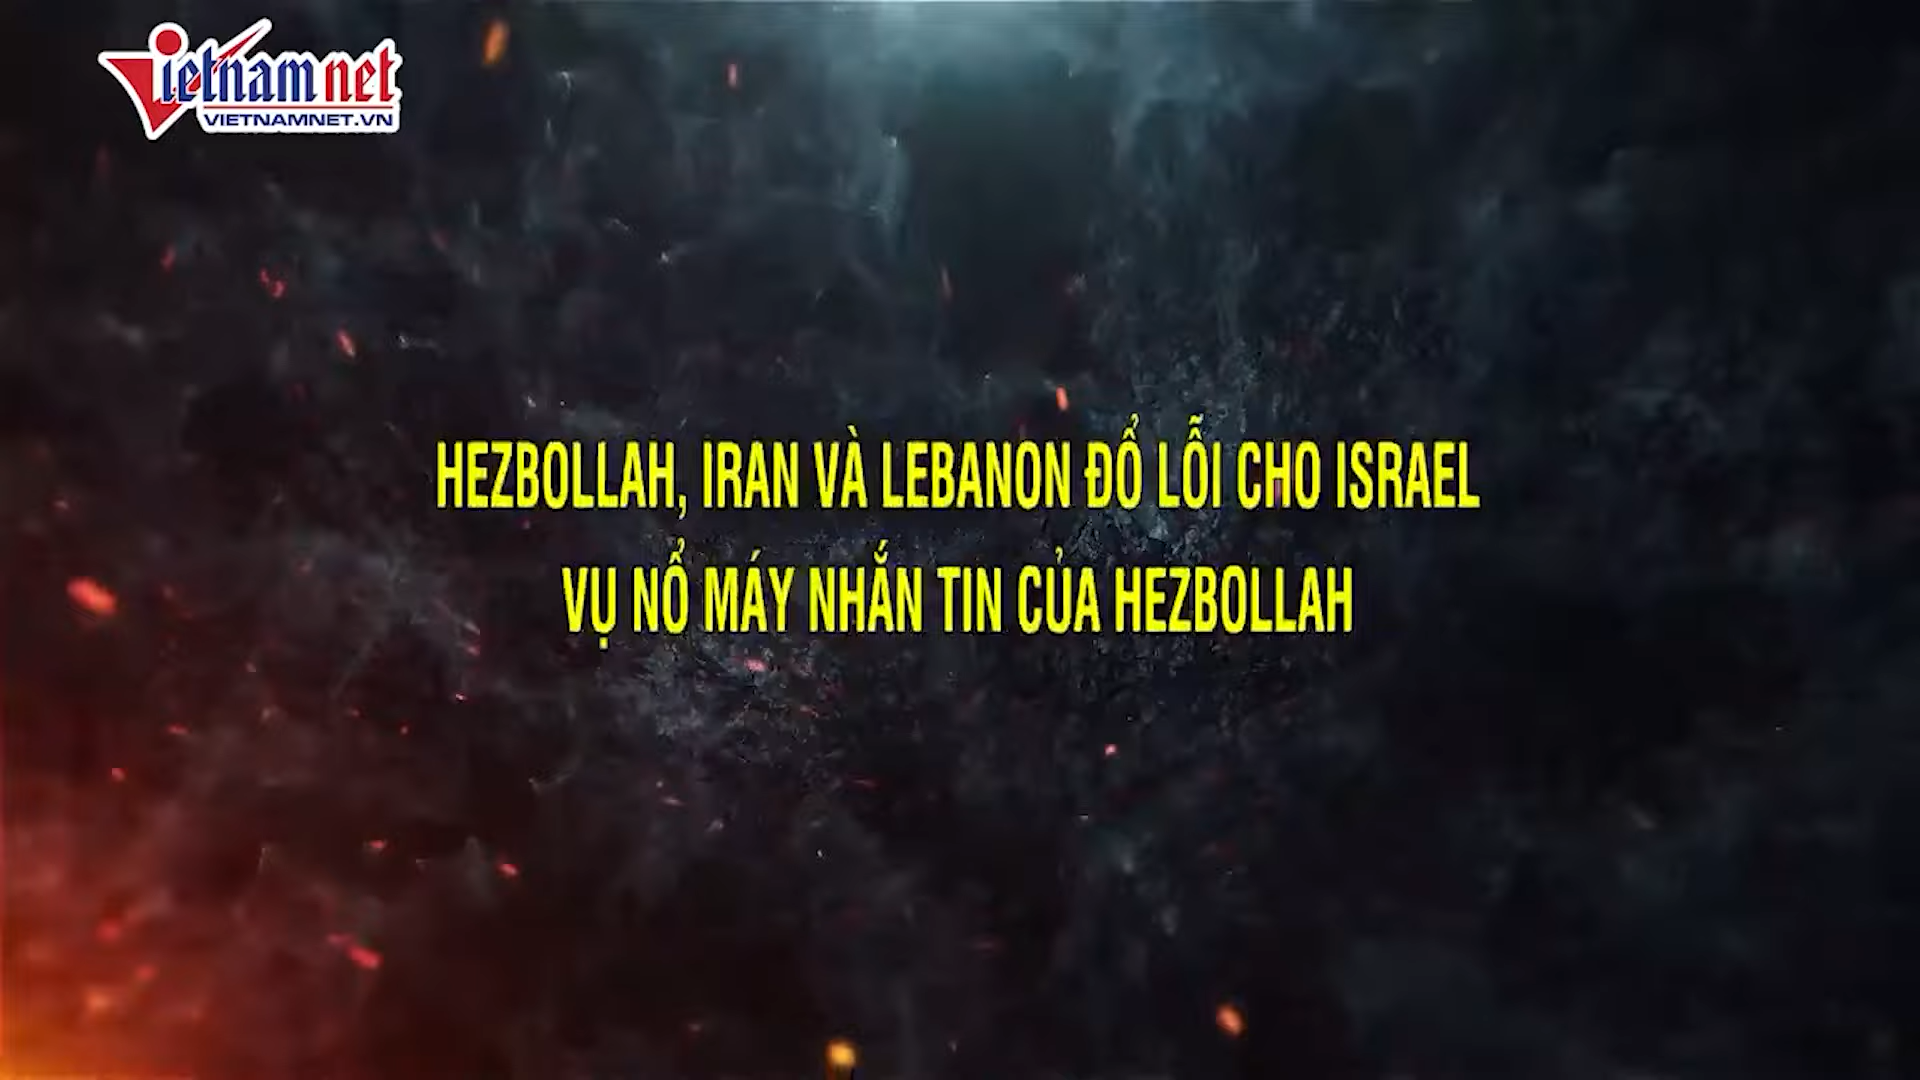 Vietnamnet
VIETNAMNET.VN
HEZBOLLAH, IRAN VÀ LEBANON ĐỔ LỖI CHO ISRAEL
VỤ NỔ MÁY NHẮN TIN CỦA HEZBOLLAH